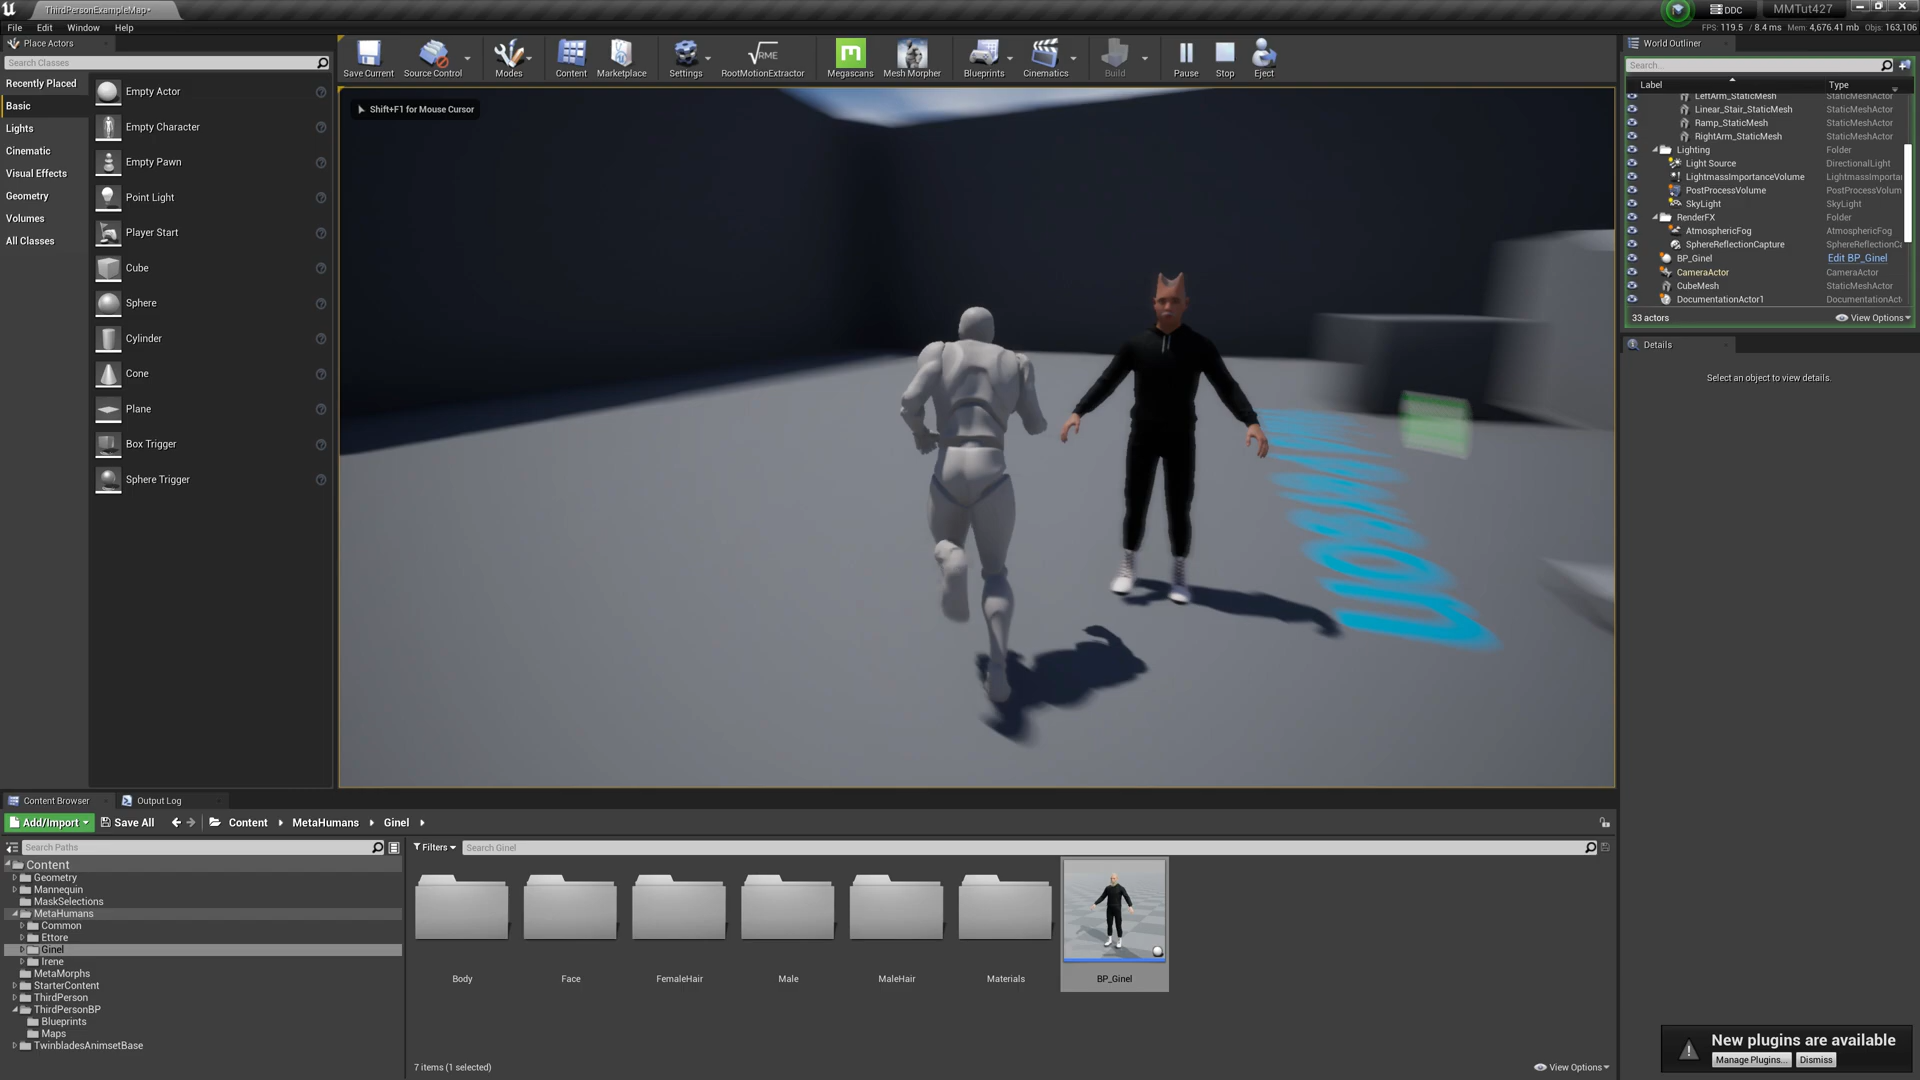 ThirdPersonExampleMap*
DDC
MMTut427
File
Edit
Window
Help
FPS: 119.5 / 8.4 ms
Mem: 4,676.41 mb
Objs: 163,106
Place Actors
Search Classes
Recently Placed
Basic
Lights
Cinematic
Visual Effects
Geometry
Volumes
All Classes
Empty Actor
Empty Character
Empty Pawn
Point Light
Player Start
Cube
Sphere
Cylinder
Cone
Plane
Box Trigger
Sphere Trigger
Save Current
Source Control
Modes
Content
Marketplace
Settings
RME
RootMotionExtractor
Megascans
Mesh Morpher
Blueprints
Cinematics
Build
Pause
Stop
Eject
Shift+F1 for Mouse Cursor
World Outliner
Search...
Label
Type
LeftArm_StaticMesh
StaticMeshActor
Linear_Stair_StaticMesh
StaticMeshActor
Ramp_StaticMesh
StaticMeshActor
RightArm_StaticMesh
StaticMeshActor
Lighting
Folder
Light Source
DirectionalLight
LightmassImportanceVolume
LightmassImporta
PostProcessVolume
PostProcessVolum
SkyLight
SkyLight
RenderFX
Folder
AtmosphericFog
AtmosphericFog
SphereReflectionCapture
SphereReflectionCa
BP_Ginel
Edit BP_Ginel
CameraActor
CameraActor
CubeMesh
StaticMeshActor
DocumentationActor1
DocumentationAct
33 actors
View Options
Details
Select an object to view details.
Content Browser
Output Log
Add/Import
Save All
Content
MetaHumans
Ginel
Search Paths
Filters
Search Ginel
Content
Geometry
Mannequin
MaskSelections
MetaHumans
Common
Ettore
Ginel
Irene
MetaMorphs
StarterContent
ThirdPerson
ThirdPersonBP
Blueprints
Maps
TwinbladesAnimsetBase
Body
Face
FemaleHair
Male
MaleHair
Materials
BP_Ginel
7 items (1 selected)
View Options
New plugins are available
Manage Plugins...
Dismiss